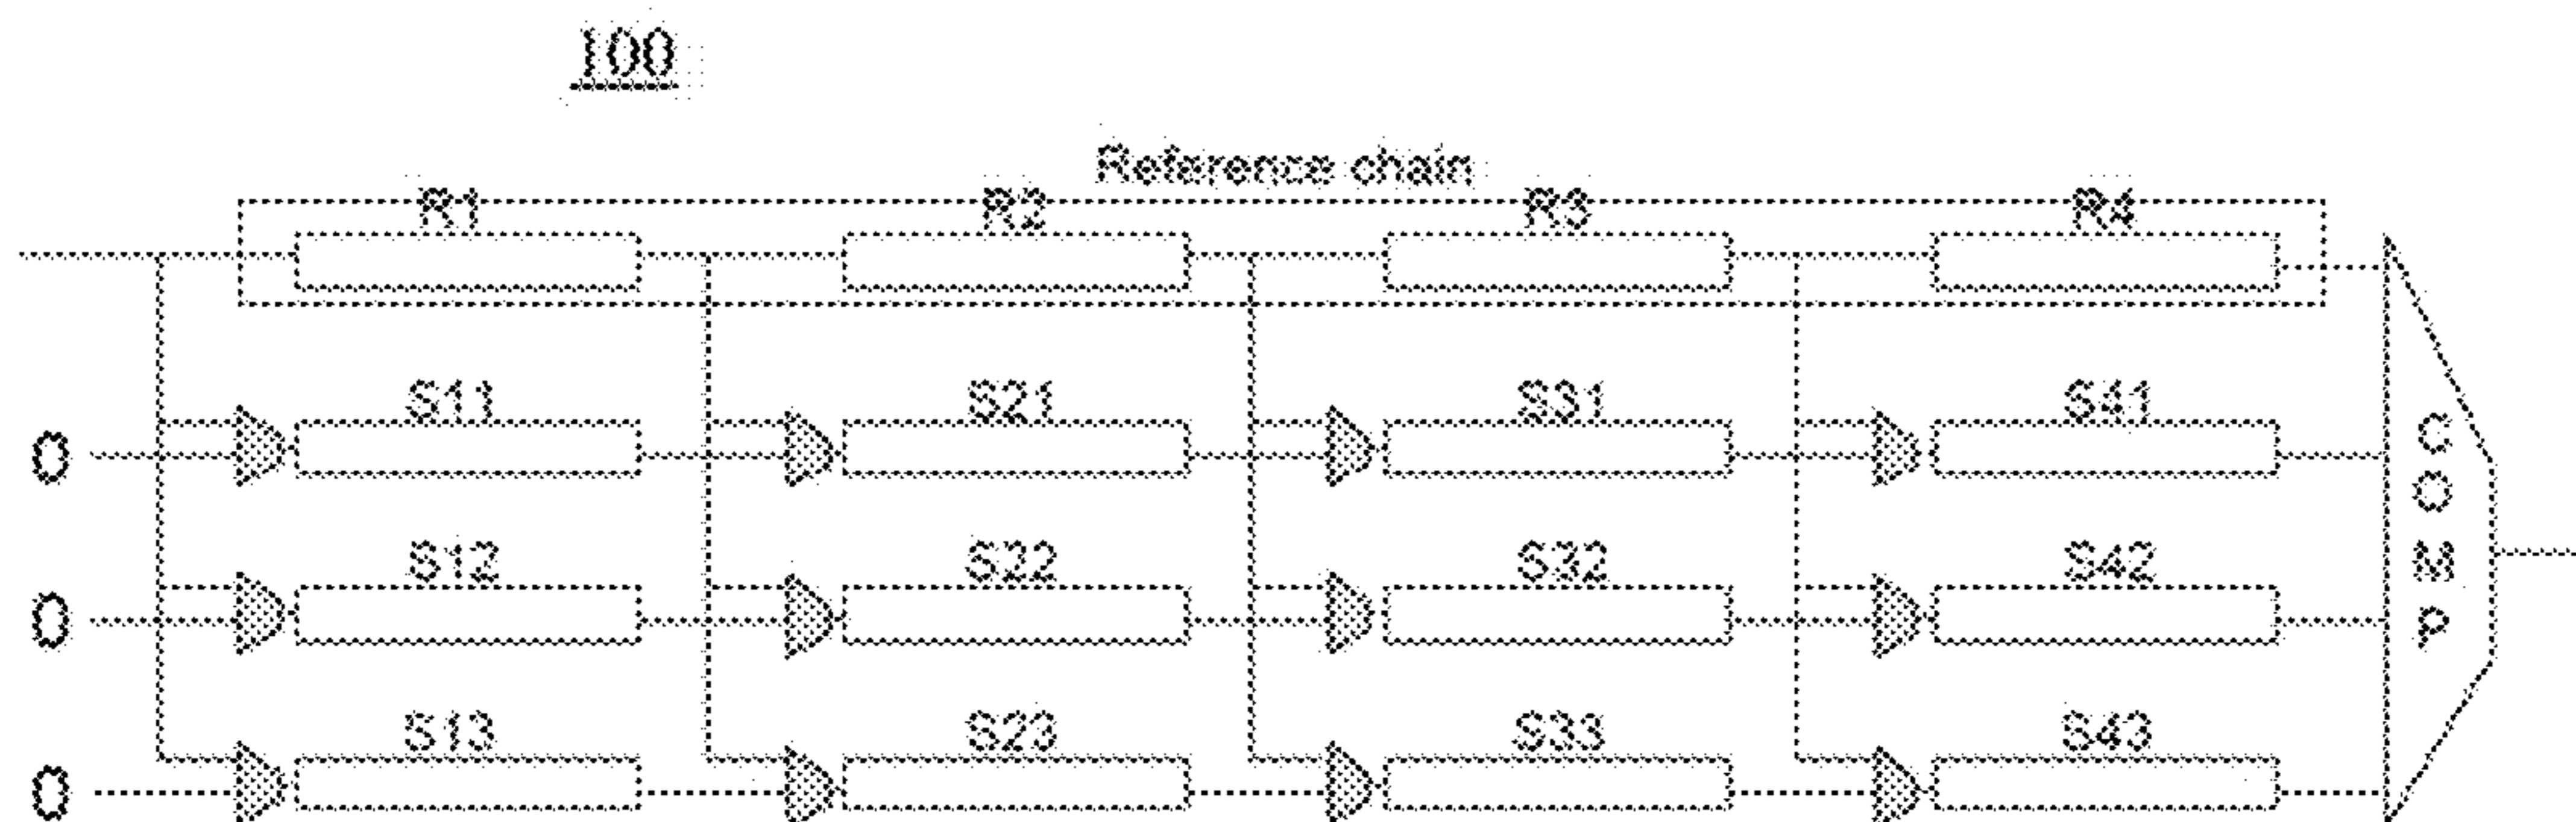 100
Reference chain
R1 R2 R3 R4
S11 S21 S31 S41
0
S12 S22 S32 S42
0
S13 S23 S33 S43
0
COMP